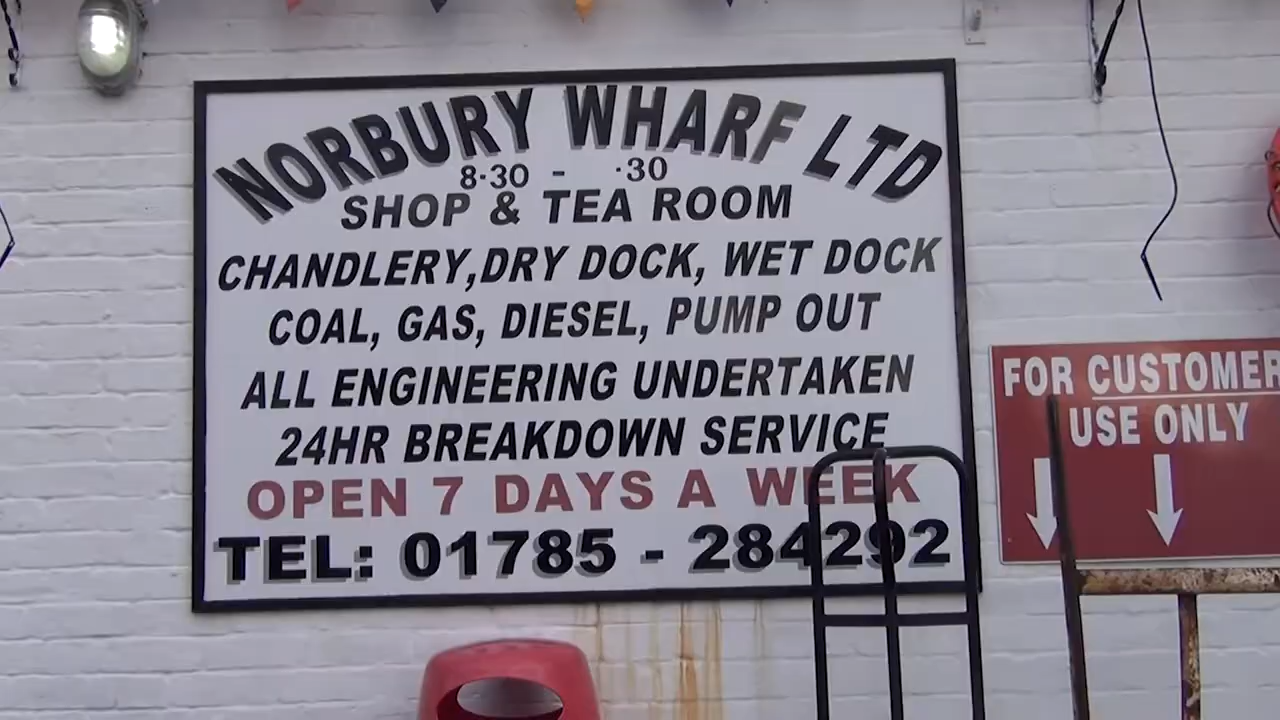 NORBURY WHARF LTD
8·30 - ·30
SHOP & TEA ROOM
CHANDLERY, DRY DOCK, WET DOCK
COAL, GAS, DIESEL, PUMP OUT
ALL ENGINEERING UNDERTAKEN
24HR BREAKDOWN SERVICE
OPEN 7 DAYS A WEEK
TEL: 01785 - 284292
FOR CUSTOMER
USE ONLY